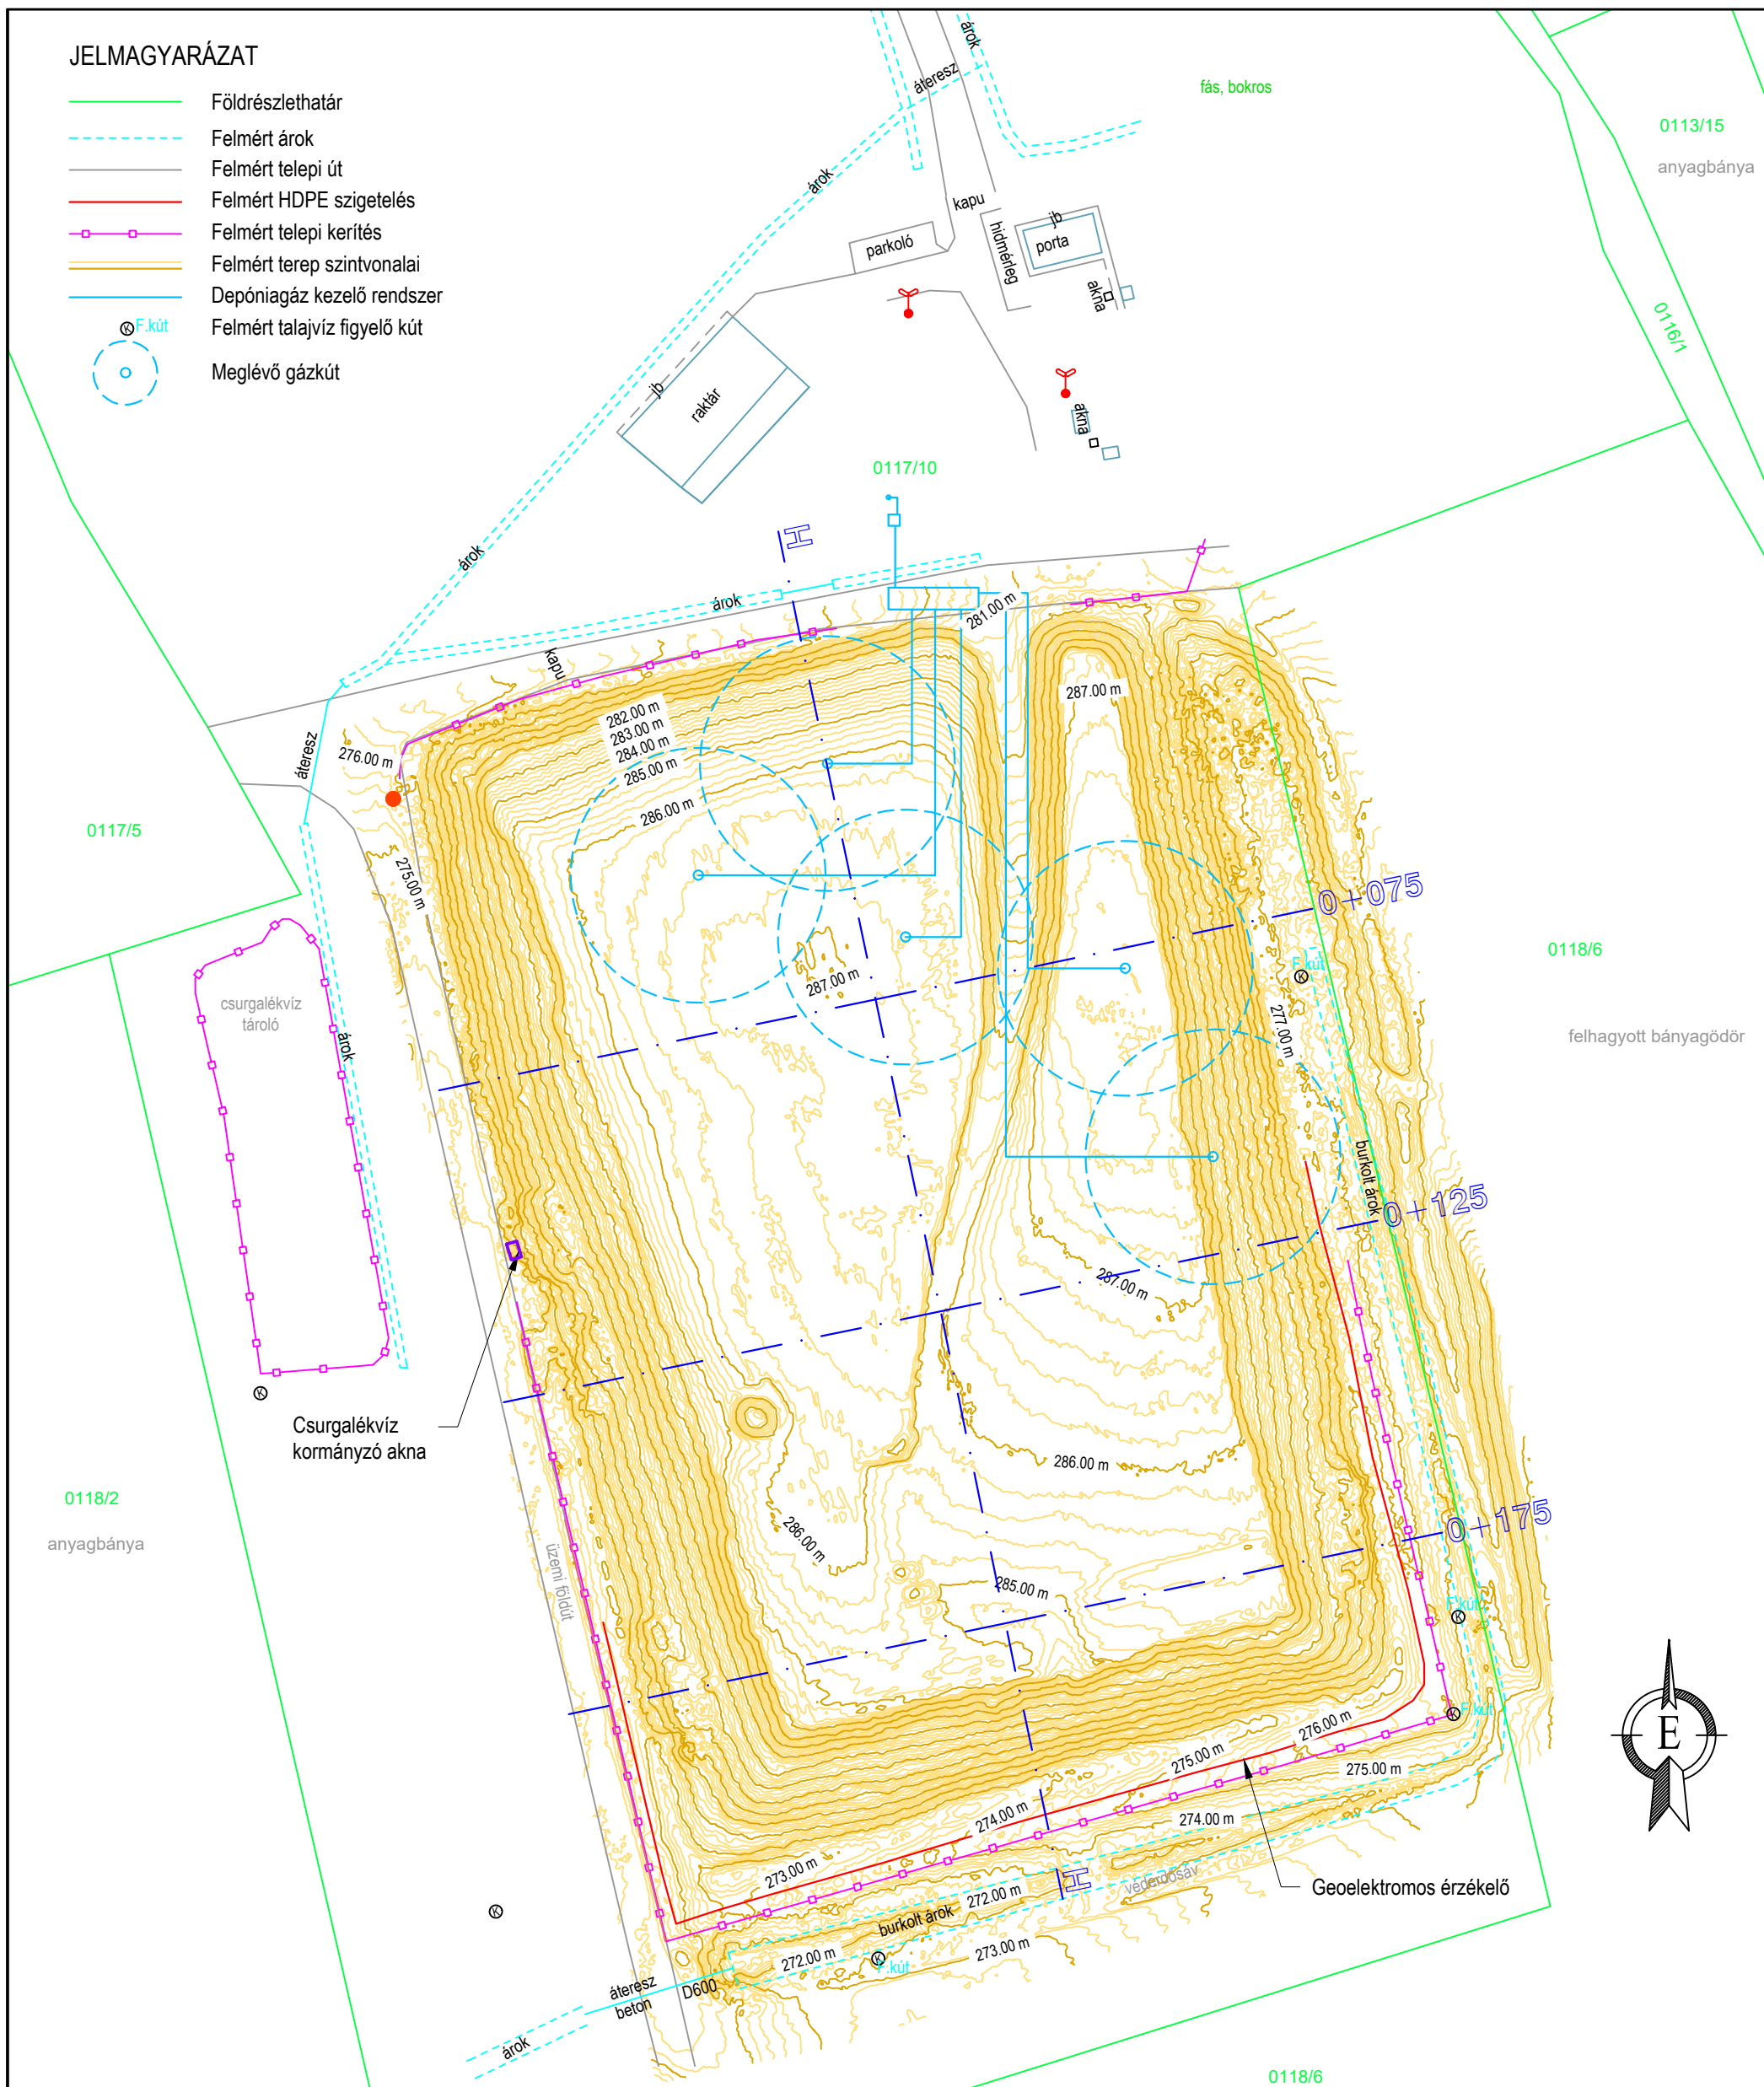 JELMAGYARÁZAT
Földrészlethatár
Felmért árok
Felmért telepi út
Felmért HDPE szigetelés
Felmért telepi kerítés
Felmért terep szintvonalai
Depóniagáz kezelő rendszer
F.kút
Felmért talajvíz figyelő kút
Meglévő gázkút
árok
áteresz
fás, bokros
0113/15
anyagbánya
árok
kapu
parkoló
hidmérleg
jb
porta
akna
0116/1
jb
raktár
akna
0117/10
H
árok
árok
281.00 m
kapu
287.00 m
282.00 m
283.00 m
284.00 m
285.00 m
286.00 m
276.00 m
áteresz
0117/5
275.00 m
0+075
0118/6
F.kút
287.00 m
277.00 m
felhagyott bányagödör
csurgalékvíz
tároló
árok
burkolt árok
0+125
287.00 m
Csurgalékvíz
kormányzó akna
286.00 m
0118/2
anyagbánya
286.00 m
0+175
üzemi földút
285.00 m
F.kút
F.kút
E
276.00 m
275.00 m
275.00 m
274.00 m
274.00 m
273.00 m
H
véderdősáv
Geoelektromos érzékelő
272.00 m
burkolt árok
273.00 m
272.00 m
F.kút
áteresz
beton
D600
árok
0118/6